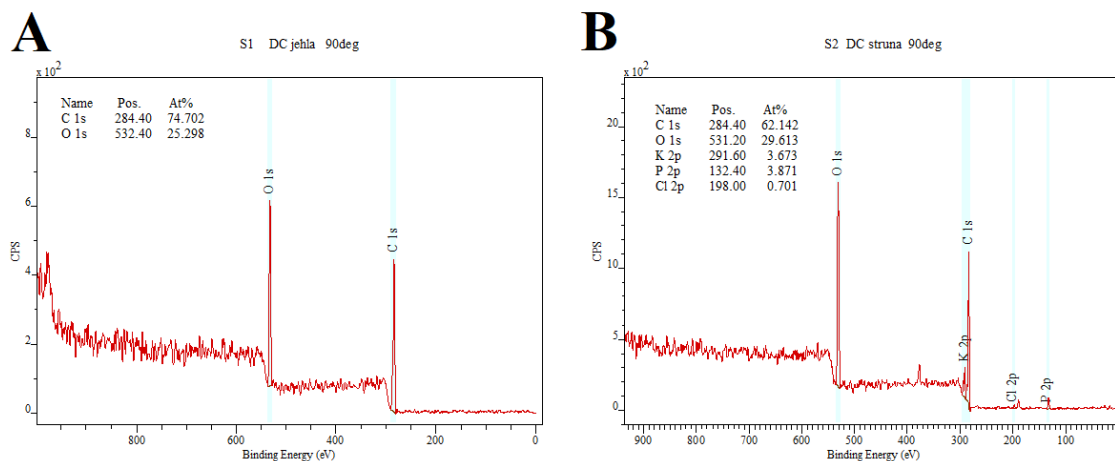 A
S1 DC jehla 90deg
x 10²
Name Pos. At%
C 1s 284.40 74.702
O 1s 532.40 25.298
8
6
4
2
0
CPS
O 1s
C 1s
800 600 400 200 0
Binding Energy (eV)
B
S2 DC struna 90deg
x 10²
Name Pos. At%
C 1s 284.40 62.142
O 1s 531.20 29.613
K 2p 291.60 3.673
P 2p 132.40 3.871
Cl 2p 198.00 0.701
20
15
10
5
0
CPS
O 1s
C 1s
K 2p
Cl 2p
P 2p
900 800 700 600 500 400 300 200 100
Binding Energy (eV)